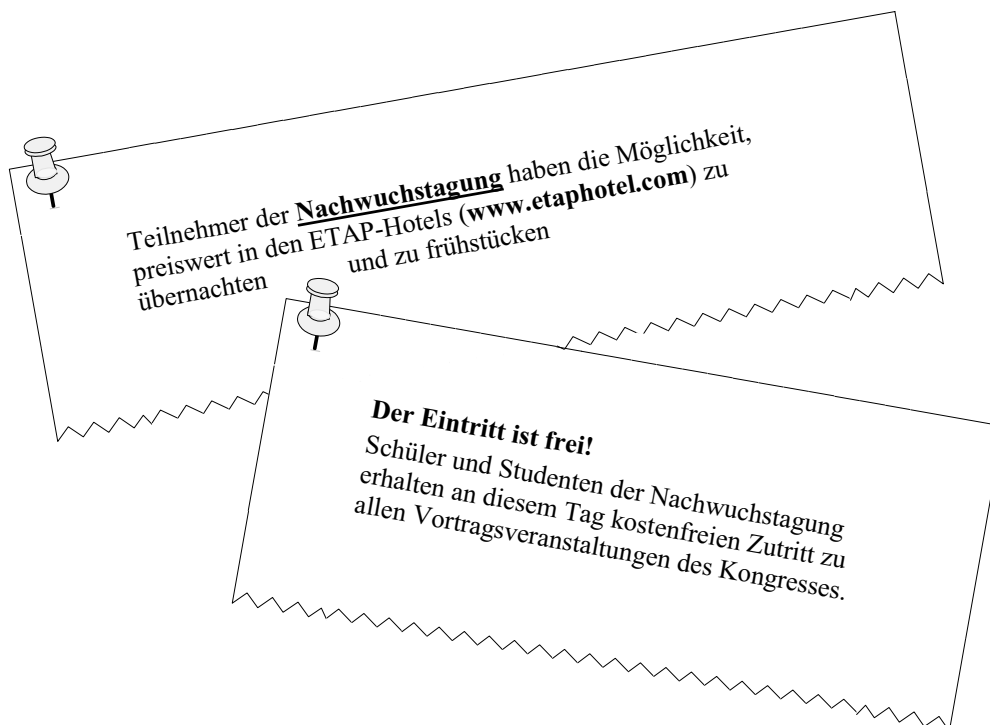 Teilnehmer der Nachwuchstagung haben die Möglichkeit,
preiswert in den ETAP-Hotels (www.etaphotel.com) zu
übernachten und zu frühstücken
Der Eintritt ist frei!
Schüler und Studenten der Nachwuchstagung
erhalten an diesem Tag kostenfreien Zutritt zu
allen Vortragsveranstaltungen des Kongresses.